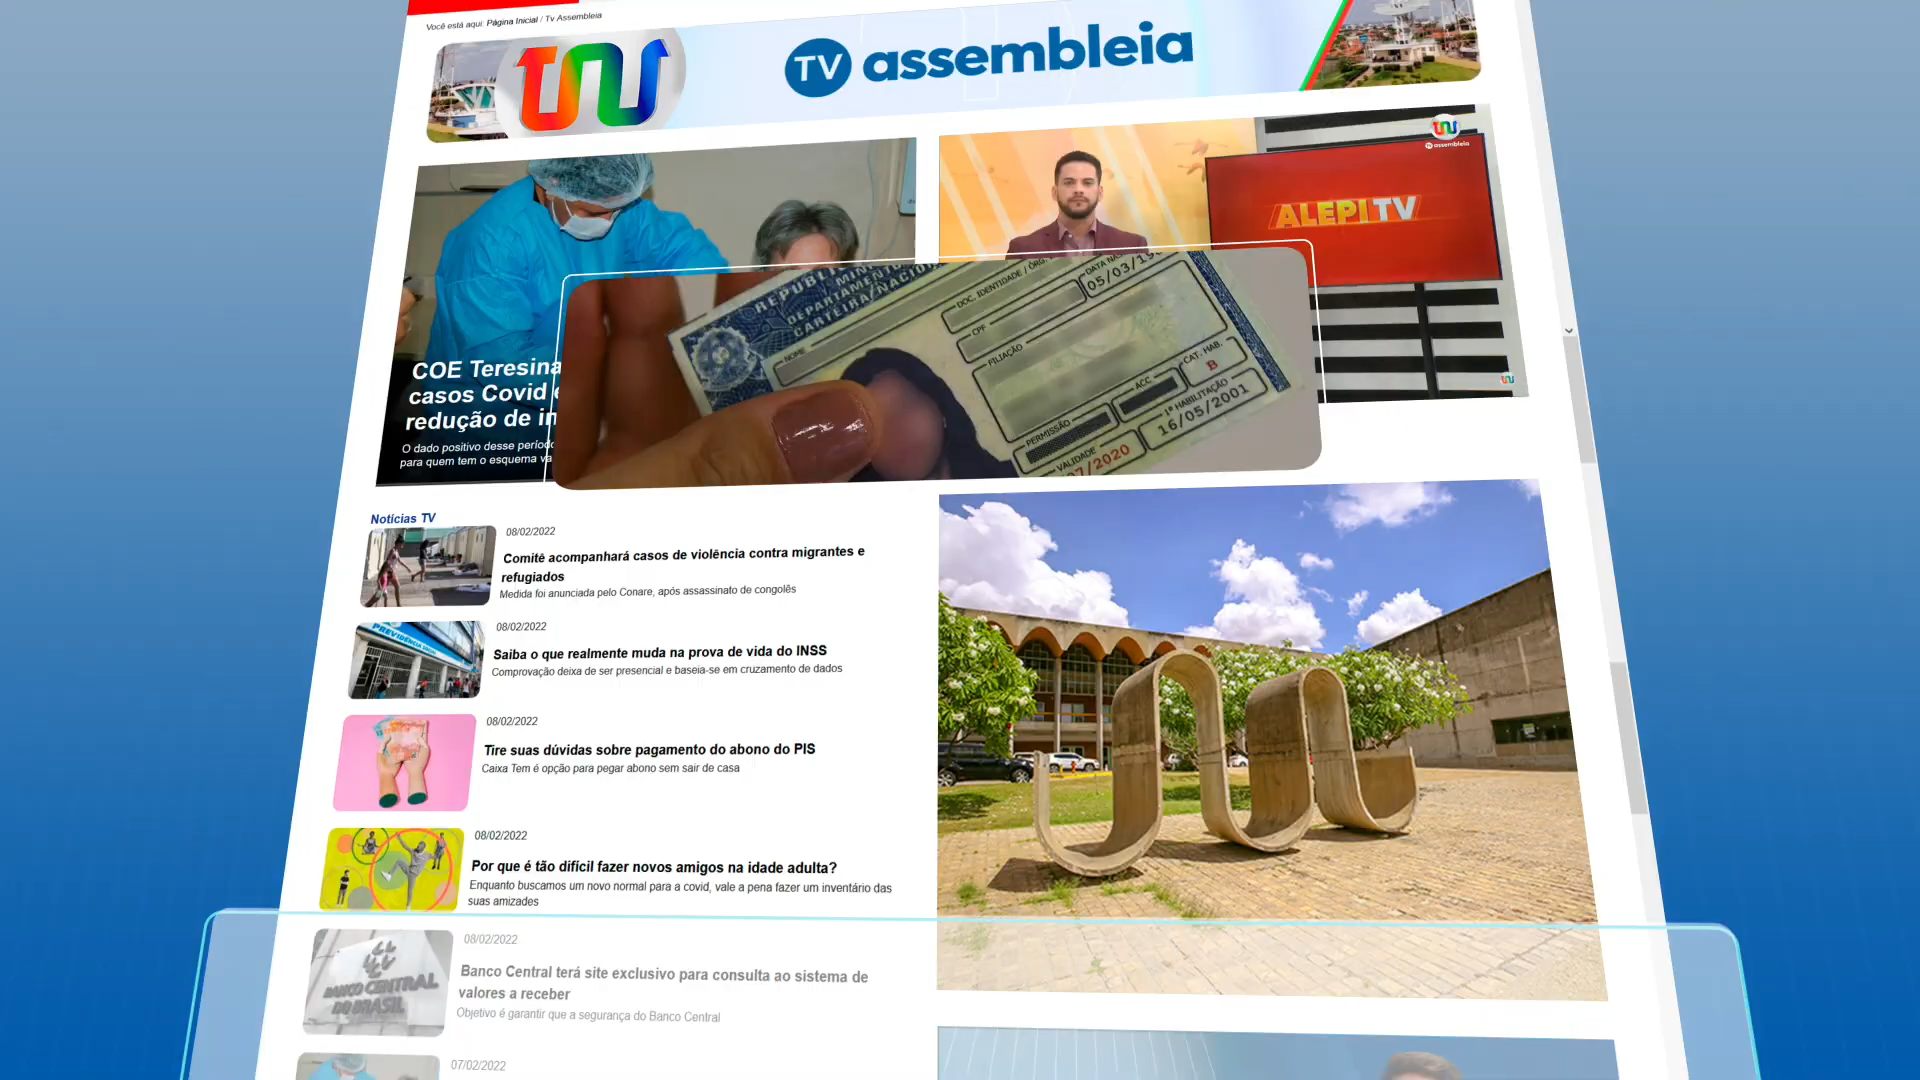 Você está aqui: Página Inicial / Tv Assembleia
TV assembleia
assembleia
ALEPI TV
COE Teresina
casos Covid
redução de
O dado positivo desse período
para quem tem o esquema
DOC. IDENTIDADE / ÓRG.
DATA
05/03/19
NOME
CPF
FILIAÇÃO
PERMISSÃO
ACC
CAT. HAB.
B
VALIDADE
7/2020
1ª HABILITAÇÃO
16/05/2001
Notícias TV
08/02/2022
Comitê acompanhará casos de violência contra migrantes e
refugiados
Medida foi anunciada pelo Conare, após assassinato de congolês
PREVIDÊNCIA SOCIAL
08/02/2022
Saiba o que realmente muda na prova de vida do INSS
Comprovação deixa de ser presencial e baseia-se em cruzamento de dados
08/02/2022
Tire suas dúvidas sobre pagamento do abono do PIS
Caixa Tem é opção para pegar abono sem sair de casa
08/02/2022
Por que é tão difícil fazer novos amigos na idade adulta?
Enquanto buscamos um novo normal para a covid, vale a pena fazer um inventário das
suas amizades
BANCO CENTRAL
DO BRASIL
08/02/2022
Banco Central terá site exclusivo para consulta ao sistema de
valores a receber
Objetivo é garantir que a segurança do Banco Central
07/02/2022